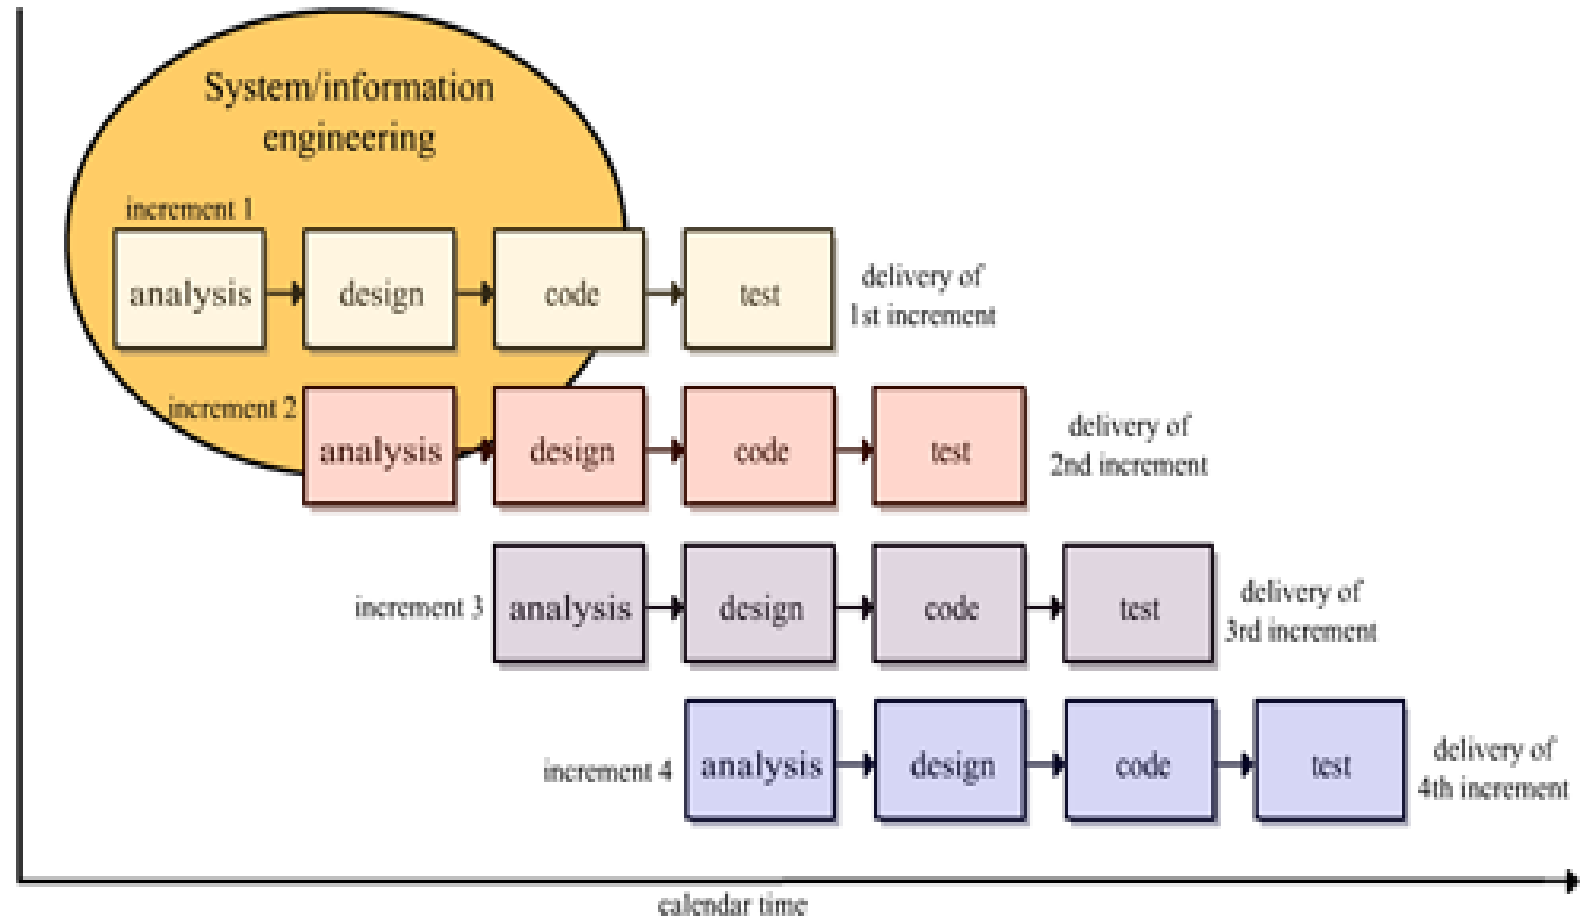 System/information
engineering
increment 1
analysis
design
code
test
delivery of
1st increment
increment 2
analysis
design
code
test
delivery of
2nd increment
increment 3
analysis
design
code
test
delivery of
3rd increment
increment 4
analysis
design
code
test
delivery of
4th increment
calendar time